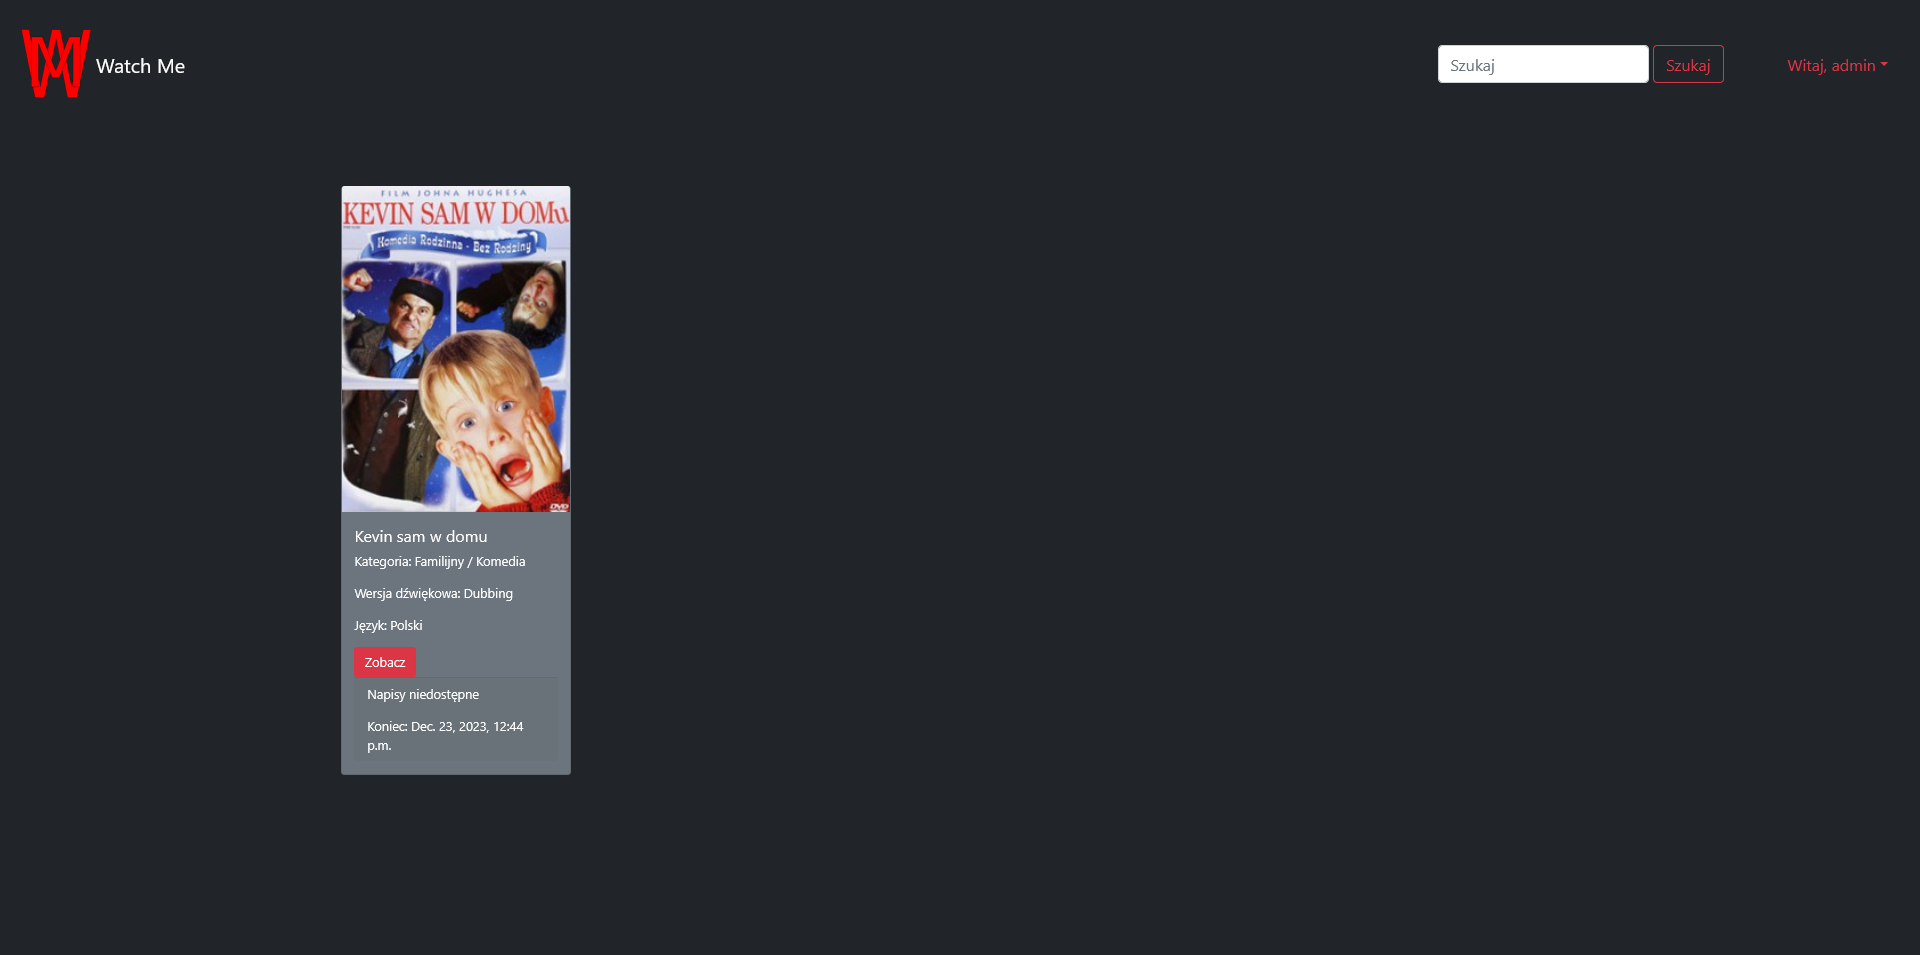 Watch Me
Szukaj
Szukaj
Witaj, admin
FILM JOHNA HUGHESA
KEVIN SAM W DOMu
Komedia Rodzinna - Bez Rodziny
DVD
Kevin sam w domu
Kategoria: Familijny / Komedia
Wersja dźwiękowa: Dubbing
Język: Polski
Zobacz
Napisy niedostępne
Koniec: Dec. 23, 2023, 12:44
p.m.